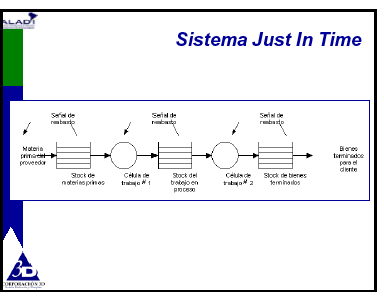 ALADI
Sistema Just In Time
Señal de
reabasto
Señal de
reabasto
Señal de
reabasto
Materia
prima del
proveedor
Stock de
materias primas
Célula de
trabajo # 1
Stock del
trabajo en
proceso
Célula de
trabajo # 2
Stock de bienes
terminados
Bienes
terminados
para el
cliente
3D
CORPORACION 3D